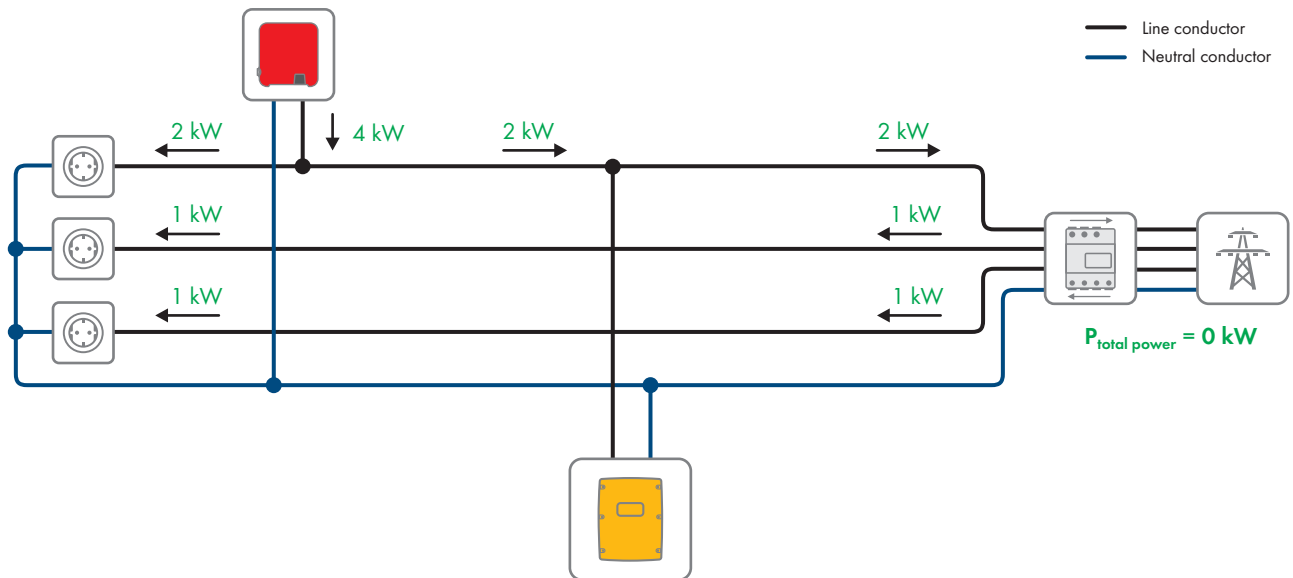 Line conductor
Neutral conductor
2 kW
4 kW
2 kW
2 kW
1 kW
1 kW
1 kW
1 kW
Ptotal power = 0 kW